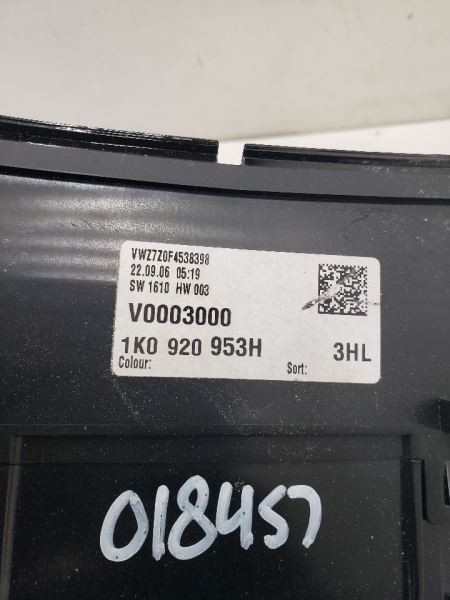 VWZ7Z0F4538398
22.09.06 05:19
SW 1610 HW 003
V0003000
1K0 920 953H 3HL
Colour: Sort:
018457